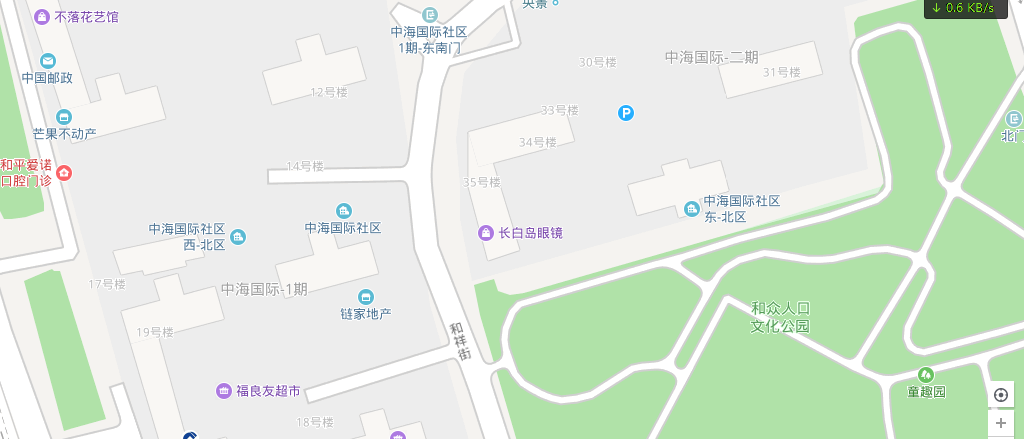 央景
↓ 0.6 KB/s
不落花艺馆
中海国际社区
1期-东南门
中海国际-二期
30号楼
31号楼
中国邮政
12号楼
33号楼
芒果不动产
34号楼
北门
和平爱诺
口腔门诊
14号楼
35号楼
中海国际社区
东-北区
中海国际社区
西-北区
中海国际社区
长白岛眼镜
17号楼
中海国际-1期
链家地产
和众人口
文化公园
19号楼
和祥街
福良友超市
童趣园
18号楼